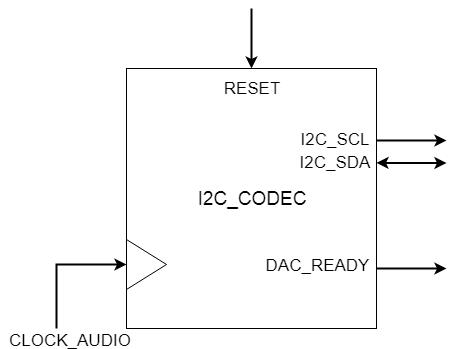 RESET
I2C_SCL
I2C_SDA
I2C_CODEC
DAC_READY
CLOCK_AUDIO